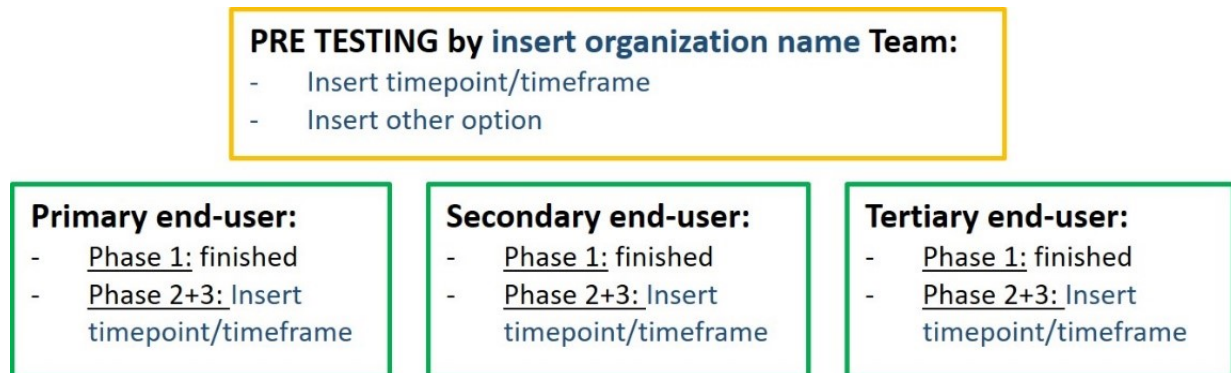 PRE TESTING by insert organization name Team:
- Insert timepoint/timeframe
- Insert other option
Primary end-user:
- Phase 1: finished
- Phase 2+3: Insert
timepoint/timeframe
Secondary end-user:
- Phase 1: finished
- Phase 2+3: Insert
timepoint/timeframe
Tertiary end-user:
- Phase 1: finished
- Phase 2+3: Insert
timepoint/timeframe